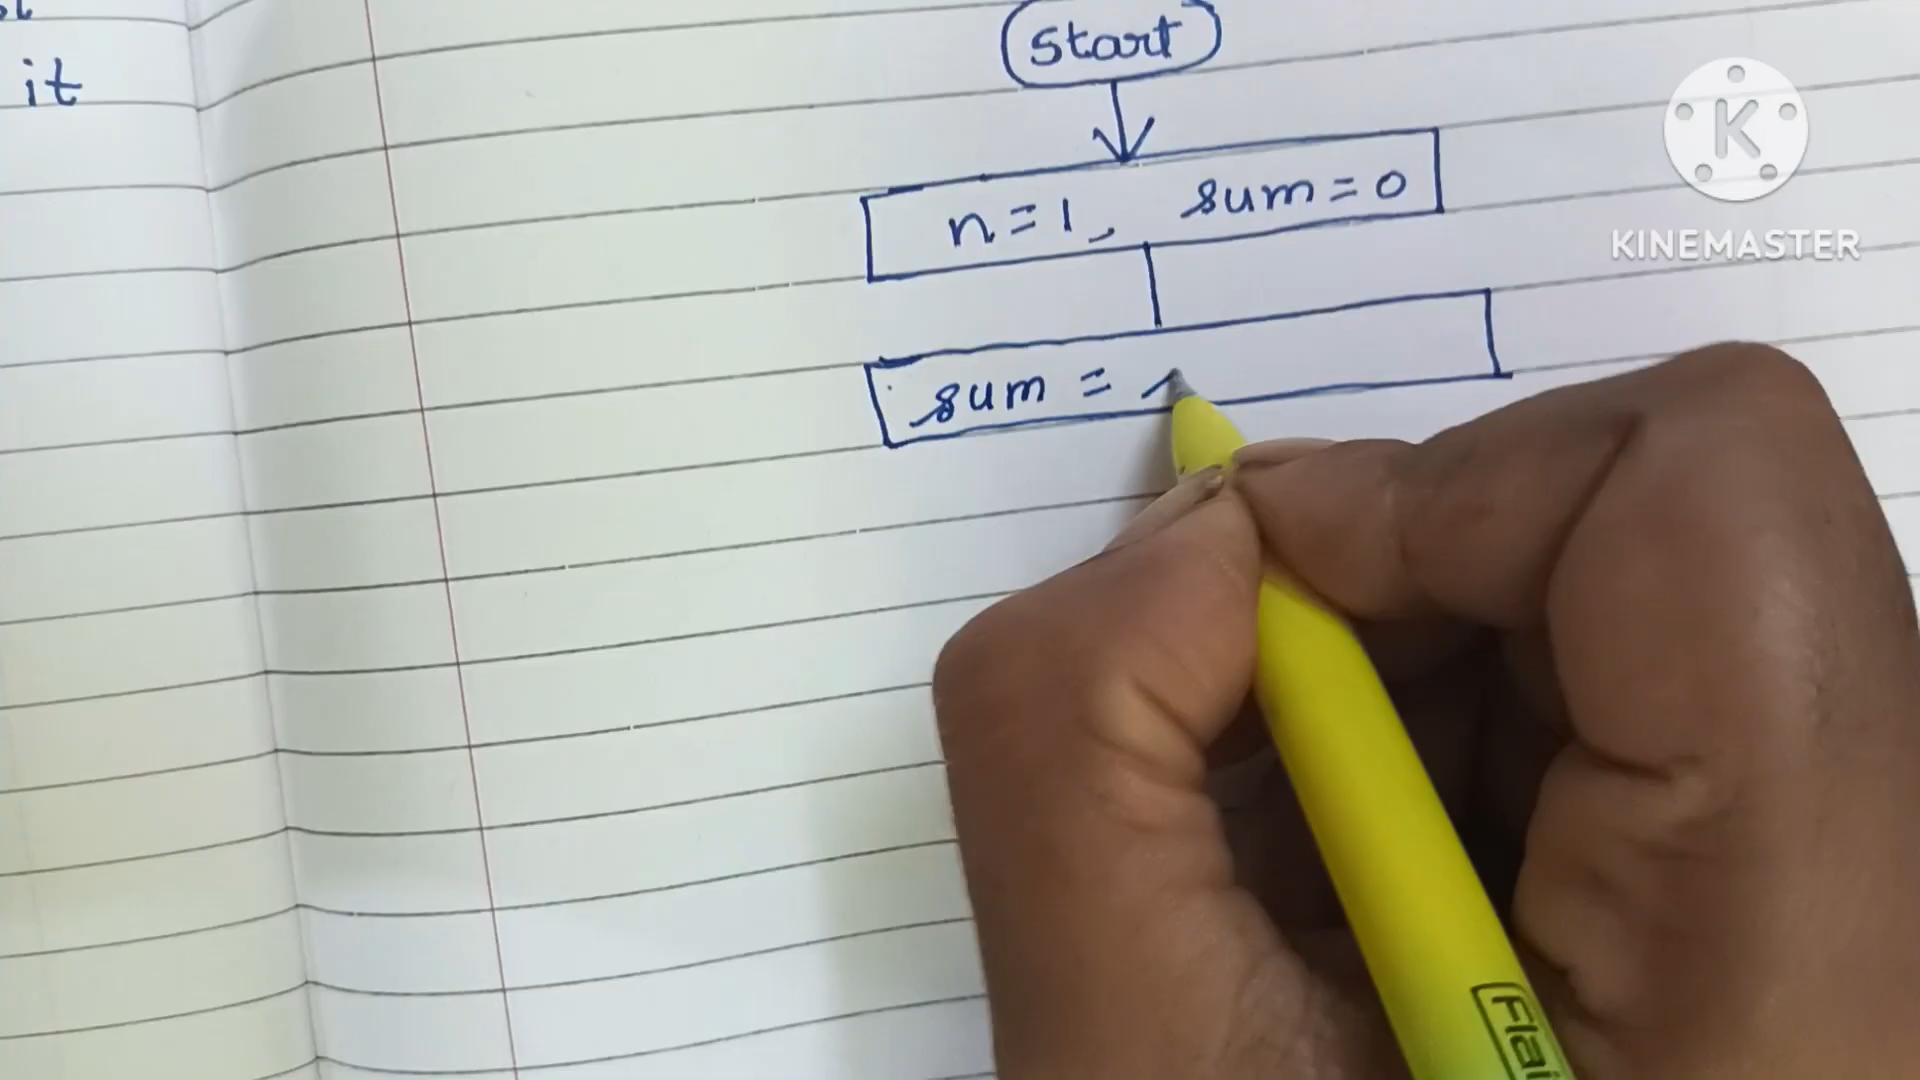 it
start
n=1, sum=0
sum =
KINEMASTER
Flai